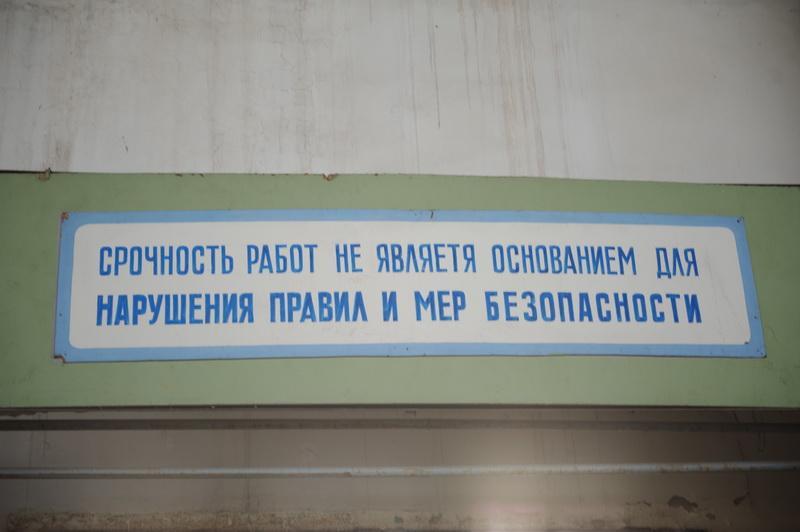 СРОЧНОСТЬ РАБОТ НЕ ЯВЛЯЕТЯ ОСНОВАНИЕМ ДЛЯ
НАРУШЕНИЯ ПРАВИЛ И МЕР БЕЗОПАСНОСТИ